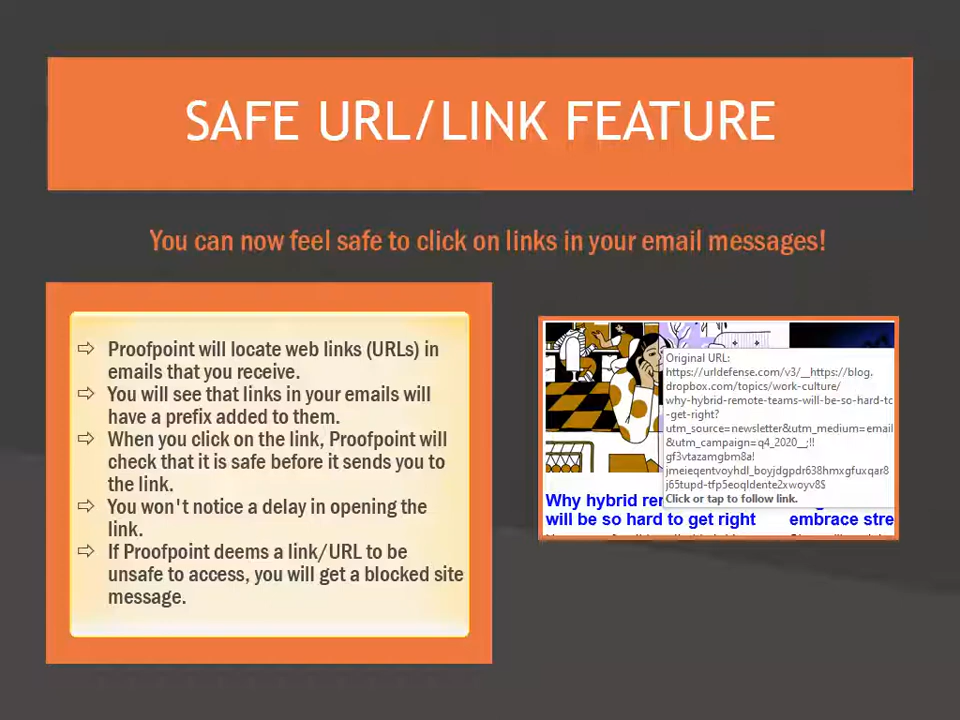 SAFE URL/LINK FEATURE
You can now feel safe to click on links in your email messages!
⇨ Proofpoint will locate web links (URLs) in
emails that you receive.
⇨ You will see that links in your emails will
have a prefix added to them.
⇨ When you click on the link, Proofpoint will
check that it is safe before it sends you to
the link.
⇨ You won't notice a delay in opening the
link.
⇨ If Proofpoint deems a link/URL to be
unsafe to access, you will get a blocked site
message.
Original URL:
https://urldefense.com/v3/__https://blog.
dropbox.com/topics/work-culture/
why-hybrid-remote-teams-will-be-so-hard-to
-get-right?
utm_source=newsletter&utm_medium=email
&utm_campaign=q4_2020__;!!
gf3vtazamgbm8a!
jmeieqentvoyhdl_boyjdgpdr638hmxgfuxqar8
j65tupd-tfp5eoqldente2xwoyv8$
Click or tap to follow link.
Why hybrid
will be so hard to get right
embrace